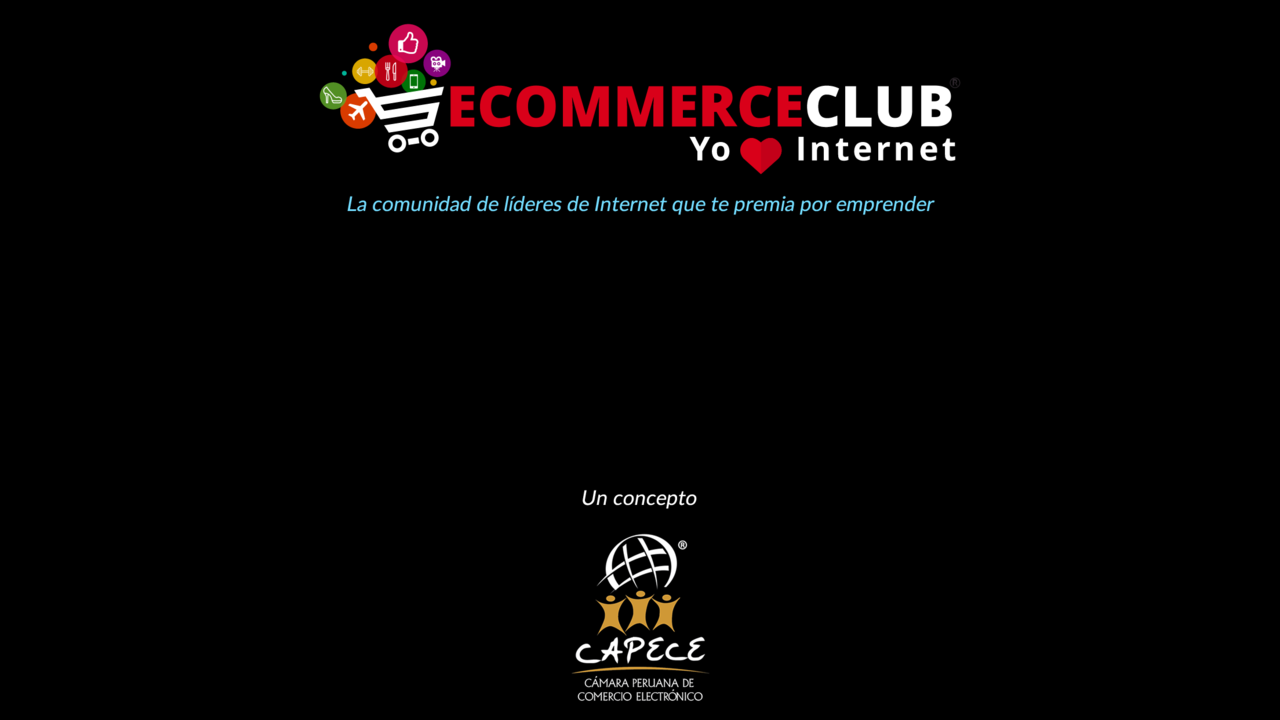 ECOMMERCECLUB®
Yo Internet
La comunidad de líderes de Internet que te premia por emprender
Un concepto
®
CAPECE
CÁMARA PERUANA DE
COMERCIO ELECTRÓNICO